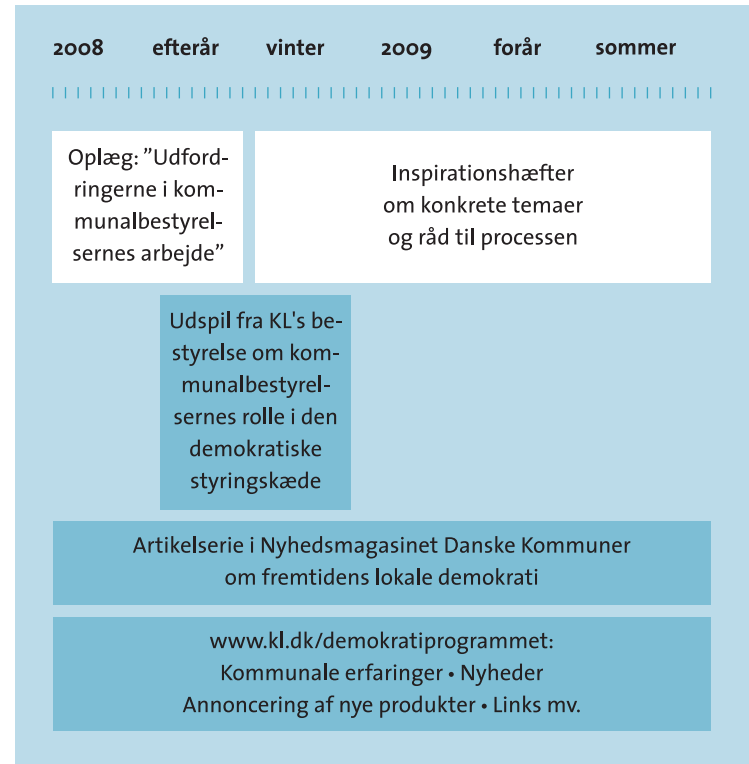 2008 efterår vinter 2009 forår sommer
Oplæg: ”Udford-
ringerne i kom-
munalbestyrel-
sernes arbejde”
Inspirationshæfter
om konkrete temaer
og råd til processen
Udspil fra KL's be-
styrelse om kom-
munalbestyrel-
sernes rolle i den
demokratiske
styringskæde
Artikelserie i Nyhedsmagasinet Danske Kommuner
om fremtidens lokale demokrati
www.kl.dk/demokratiprogrammet:
Kommunale erfaringer • Nyheder
Annoncering af nye produkter • Links mv.